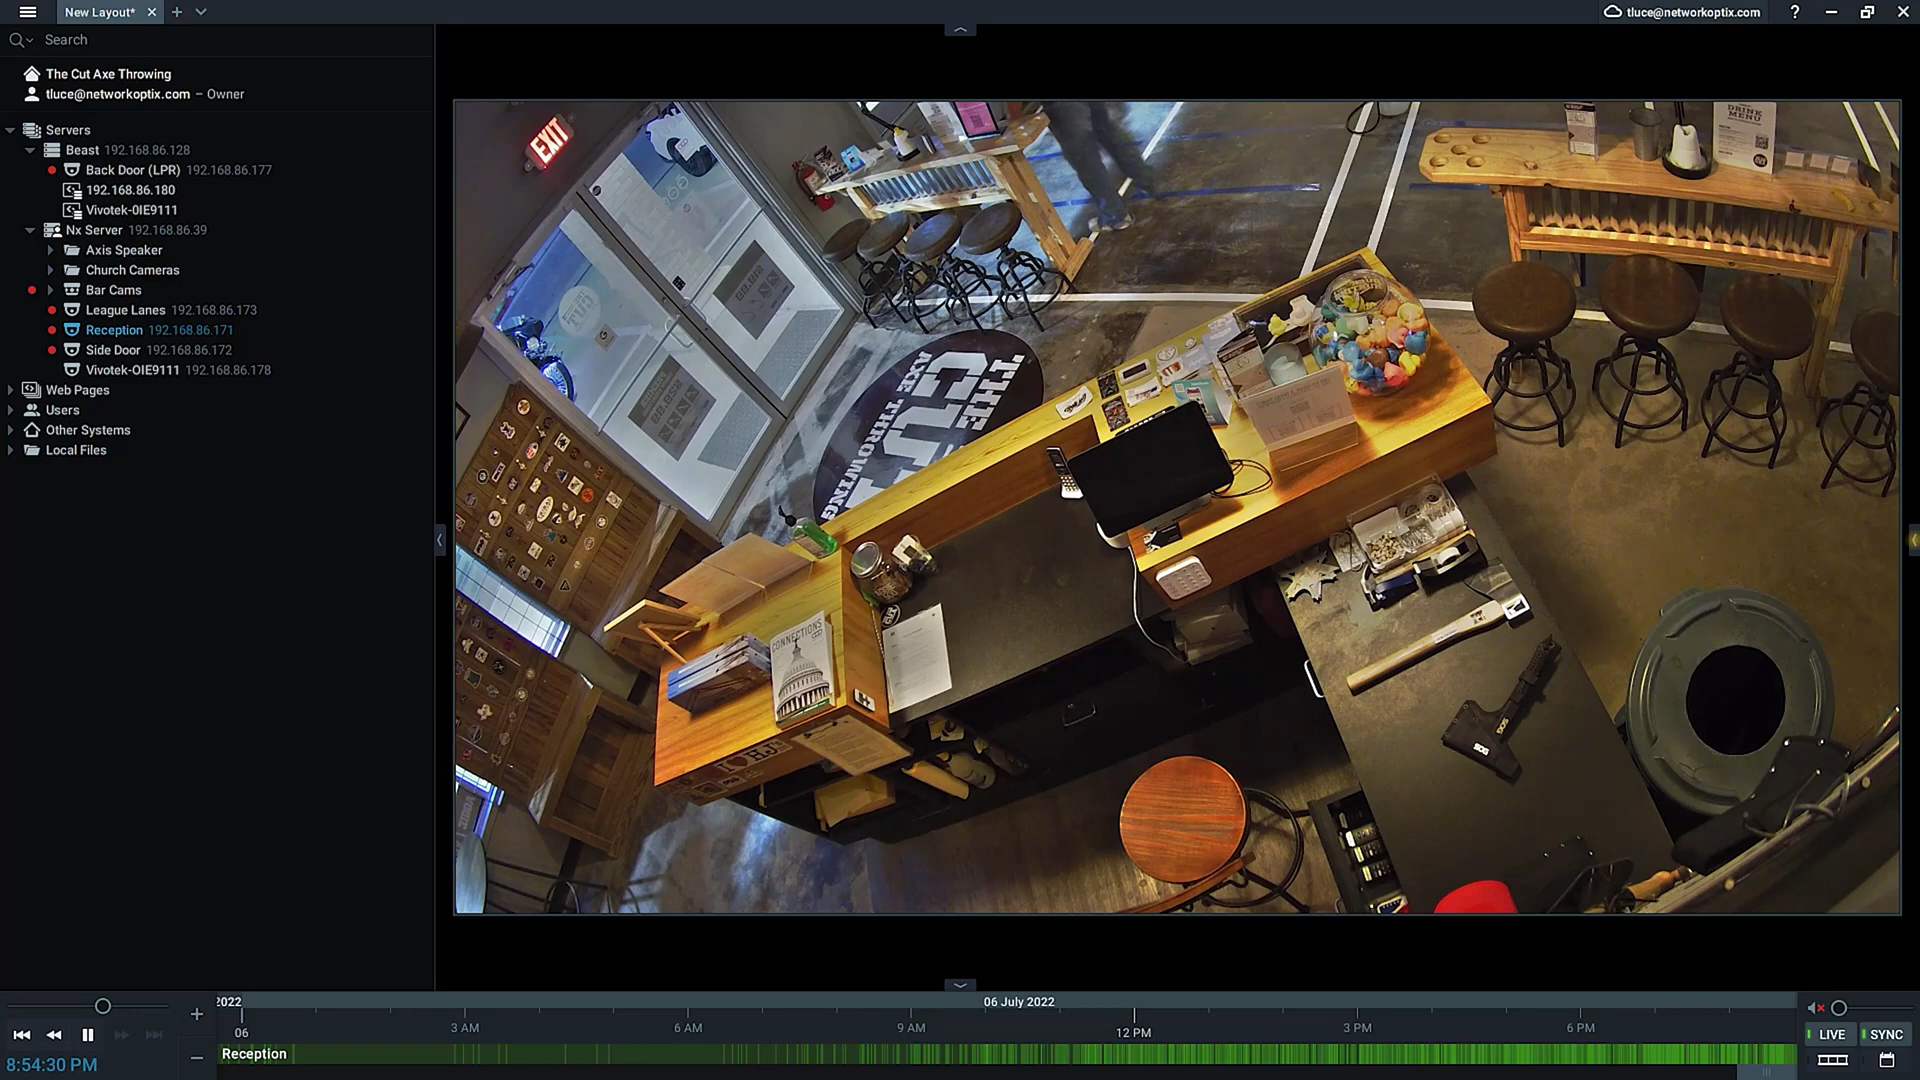 New Layout*
tluce@networkoptix.com
?
Search
The Cut Axe Throwing
tluce@networkoptix.com – Owner
Servers
Beast 192.168.86.128
Back Door (LPR) 192.168.86.177
192.168.86.180
Vivotek-0IE9111
Nx Server 192.168.86.39
Axis Speaker
Church Cameras
Bar Cams
League Lanes 192.168.86.173
Reception 192.168.86.171
Side Door 192.168.86.172
Vivotek-OIE9111 192.168.86.178
Web Pages
Users
Other Systems
Local Files
EXIT
DRINK MENU
THE
CUT
AXE THROWING
CONNECTIONS
I ♥ HJ's
SOG
SOG
2022
06 July 2022
06
3 AM
6 AM
9 AM
12 PM
3 PM
6 PM
Reception
8:54:30 PM
LIVE
SYNC